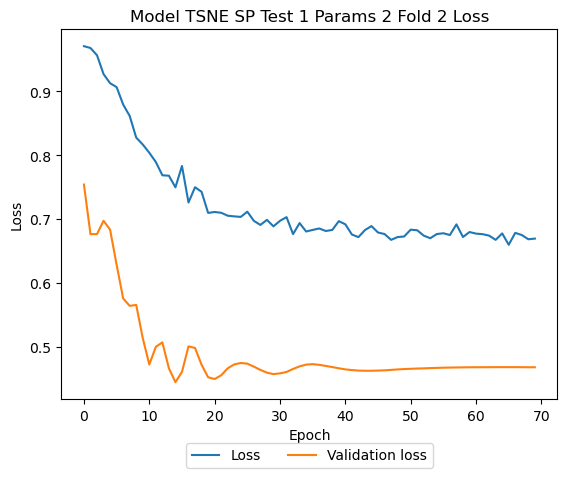 Model TSNE SP Test 1 Params 2 Fold 2 Loss
Loss
0.9
0.8
0.7
0.6
0.5
0 10 20 30 40 50 60 70
Epoch
Loss Validation loss